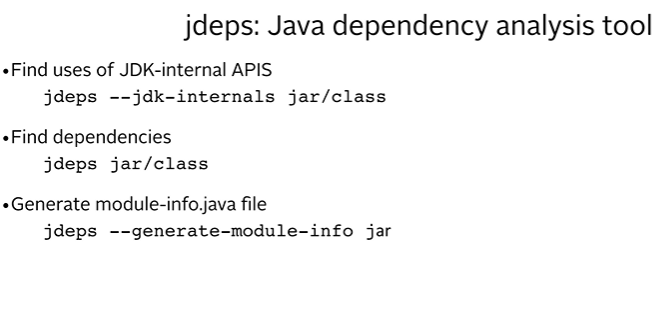 jdeps: Java dependency analysis tool
•Find uses of JDK-internal APIS
jdeps --jdk-internals jar/class
•Find dependencies
jdeps jar/class
•Generate module-info.java file
jdeps --generate-module-info jar